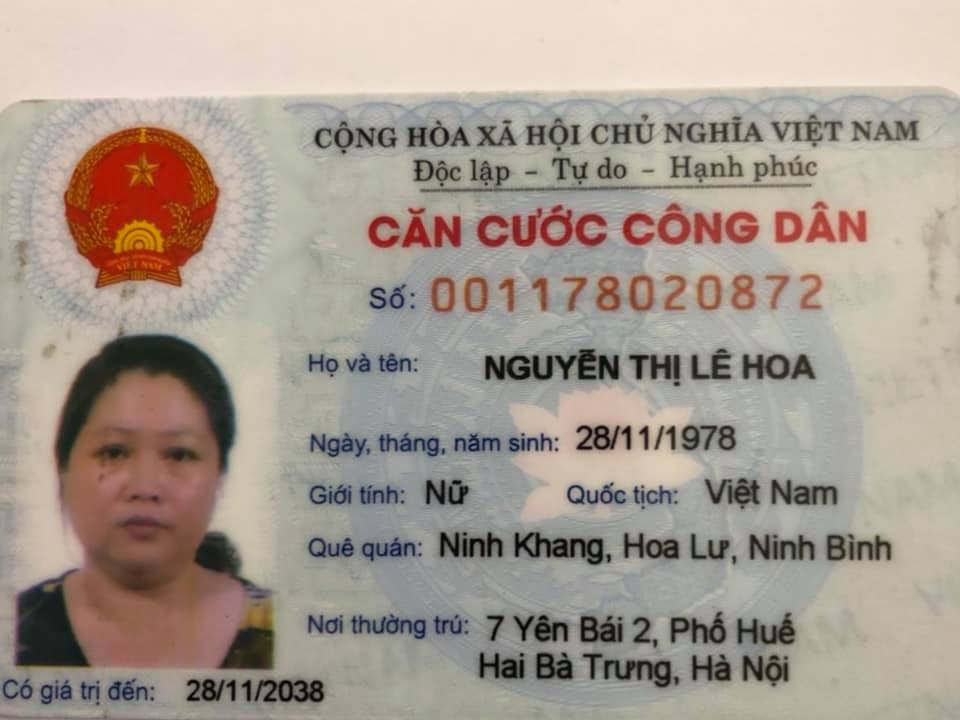 CỘNG HÒA XÃ HỘI CHỦ NGHĨA VIỆT NAM
Độc lập - Tự do - Hạnh phúc
CĂN CƯỚC CÔNG DÂN
Số: 001178020872
Họ và tên: NGUYỄN THỊ LÊ HOA
Ngày, tháng, năm sinh: 28/11/1978
Giới tính: Nữ Quốc tịch: Việt Nam
Quê quán: Ninh Khang, Hoa Lư, Ninh Bình
Nơi thường trú: 7 Yên Bái 2, Phố Huế
Hai Bà Trưng, Hà Nội
Có giá trị đến: 28/11/2038